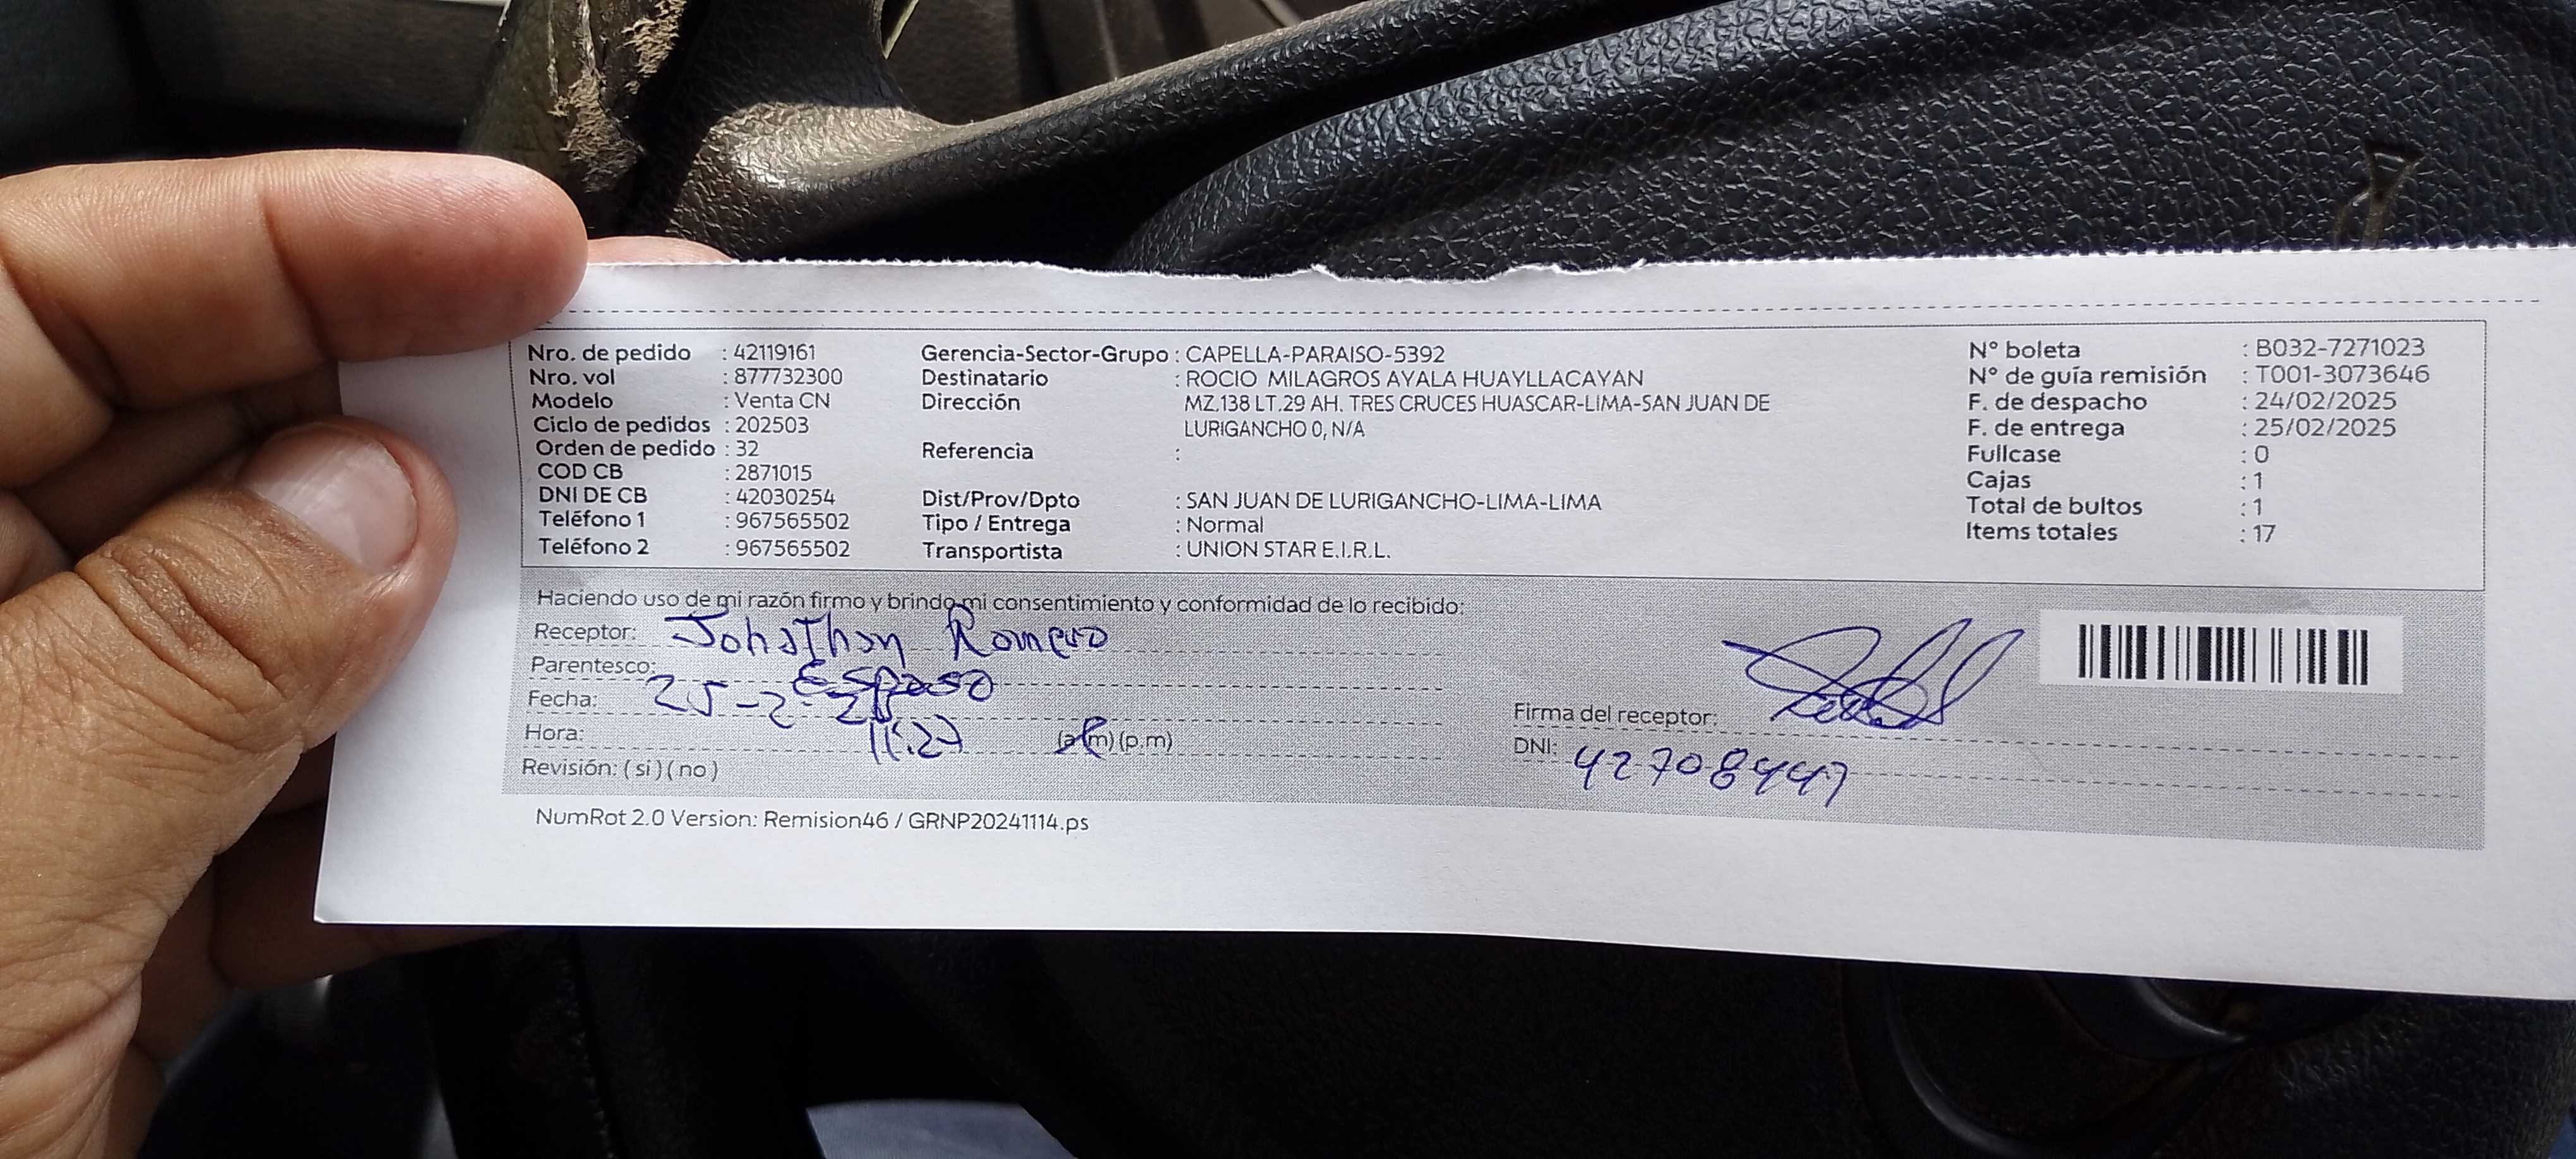 Nro. de pedido : 42119161
Nro. vol : 877732300
Modelo : Venta CN
Ciclo de pedidos : 202503
Orden de pedido : 32
COD CB : 2871015
DNI DE CB : 42030254
Teléfono 1 : 967565502
Teléfono 2 : 967565502
Gerencia-Sector-Grupo : CAPELLA-PARAISO-5392
Destinatario : ROCIO MILAGROS AYALA HUAYLLACAYAN
Dirección MZ.138 LT.29 AH. TRES CRUCES HUASCAR-LIMA-SAN JUAN DE
LURIGANCHO 0, N/A
Referencia :
Dist/Prov/Dpto : SAN JUAN DE LURIGANCHO-LIMA-LIMA
Tipo / Entrega : Normal
Transportista : UNION STAR E.I.R.L.
N° boleta : B032-7271023
N° de guía remisión : T001-3073646
F. de despacho : 24/02/2025
F. de entrega : 25/02/2025
Fullcase : 0
Cajas : 1
Total de bultos : 1
Items totales : 17
Haciendo uso de mi razón firmo y brindo mi consentimiento y conformidad de lo recibido:
Receptor: Johathan Romero
Parentesco: Esposo
Fecha: 25-2-25
Hora: 11:27 (a.m) (p.m)
Revisión: ( si ) ( no )
Firma del receptor:
DNI: 42708447
NumRot 2.0 Version: Remision46 / GRNP20241114.ps